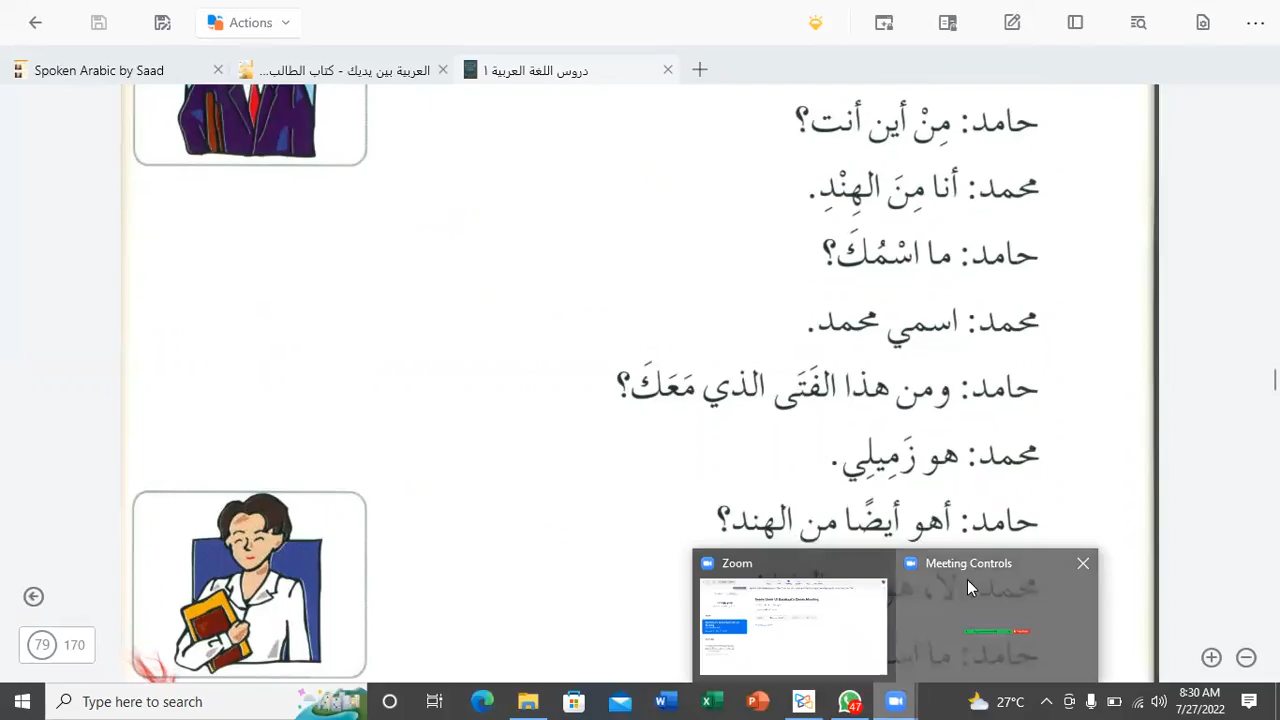 Actions
Spoken Arabic by Saad
العربية بين يديك - كتاب الطالب...
دروس اللغة العربية ١
حامد: مِنْ أين أنت؟
محمد: أنا مِنَ الهِنْدِ.
حامد: ما اسْمُكَ؟
محمد: اسمي محمد.
حامد: ومن هذا الفَتَى الذي مَعَكَ؟
محمد: هو زَمِيلِي.
حامد: أهو أيضًا من الهند؟
Zoom
Meeting Controls
Type here to search
47
27°C
8:30 AM
7/27/2022